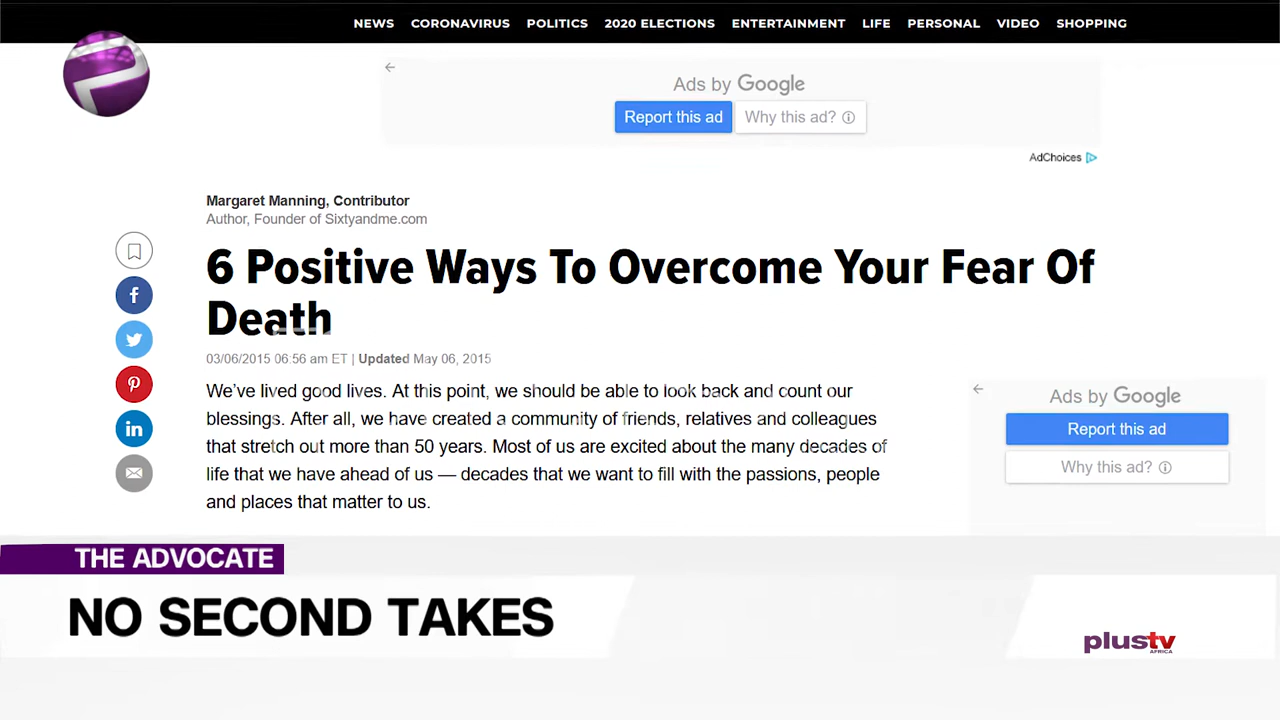 NEWS CORONAVIRUS POLITICS 2020 ELECTIONS ENTERTAINMENT LIFE PERSONAL VIDEO SHOPPING
Ads by Google
Report this ad Why this ad?
AdChoices
Margaret Manning, Contributor
Author, Founder of Sixtyandme.com
6 Positive Ways To Overcome Your Fear Of
Death
03/06/2015 06:56 am ET | Updated May 06, 2015
We've lived good lives. At this point, we should be able to look back and count our
blessings. After all, we have created a community of friends, relatives and colleagues
that stretch out more than 50 years. Most of us are excited about the many decades of
life that we have ahead of us — decades that we want to fill with the passions, people
and places that matter to us.
Ads by Google
Report this ad
Why this ad?
THE ADVOCATE
NO SECOND TAKES
plustv
AFRICA